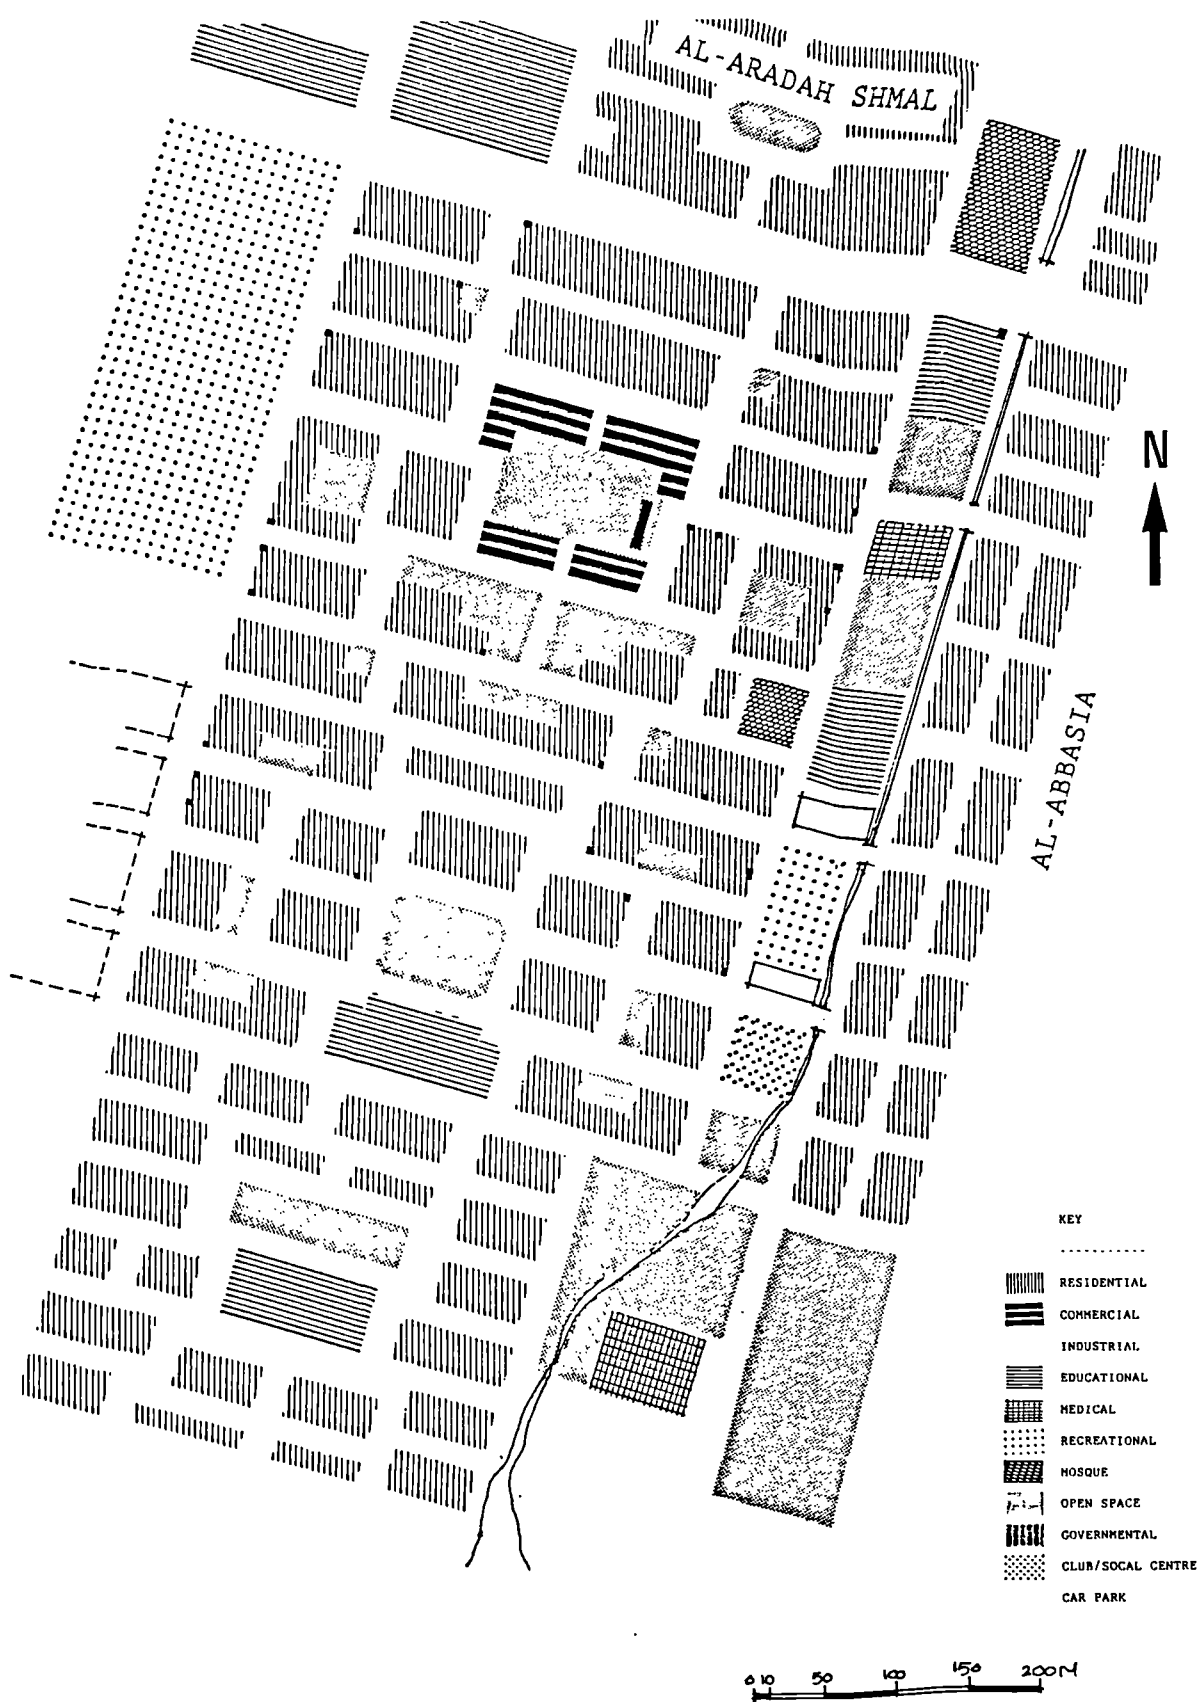 AL-ARADAH SHMAL
N
AL-ABBASIA
KEY
RESIDENTIAL
COMMERCIAL
INDUSTRIAL
EDUCATIONAL
MEDICAL
RECREATIONAL
MOSQUE
OPEN SPACE
GOVERNMENTAL
CLUB/SOCAL CENTRE
CAR PARK
0 10 50 100 150 200M